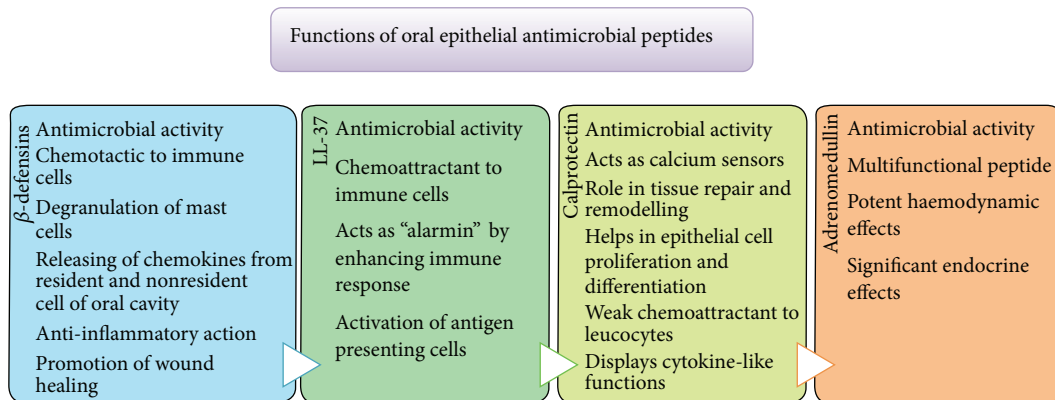 Functions of oral epithelial antimicrobial peptides
β-defensins
Antimicrobial activity
Chemotactic to immune
cells
Degranulation of mast
cells
Releasing of chemokines from
resident and nonresident
cell of oral cavity
Anti-inflammatory action
Promotion of wound
healing
LL-37
Antimicrobial activity
Chemoattractant to
immune cells
Acts as “alarmin” by
enhancing immune
response
Activation of antigen
presenting cells
Calprotectin
Antimicrobial activity
Acts as calcium sensors
Role in tissue repair and
remodelling
Helps in epithelial cell
proliferation and
differentiation
Weak chemoattractant to
leucocytes
Displays cytokine-like
functions
Adrenomedullin
Antimicrobial activity
Multifunctional peptide
Potent haemodynamic
effects
Significant endocrine
effects